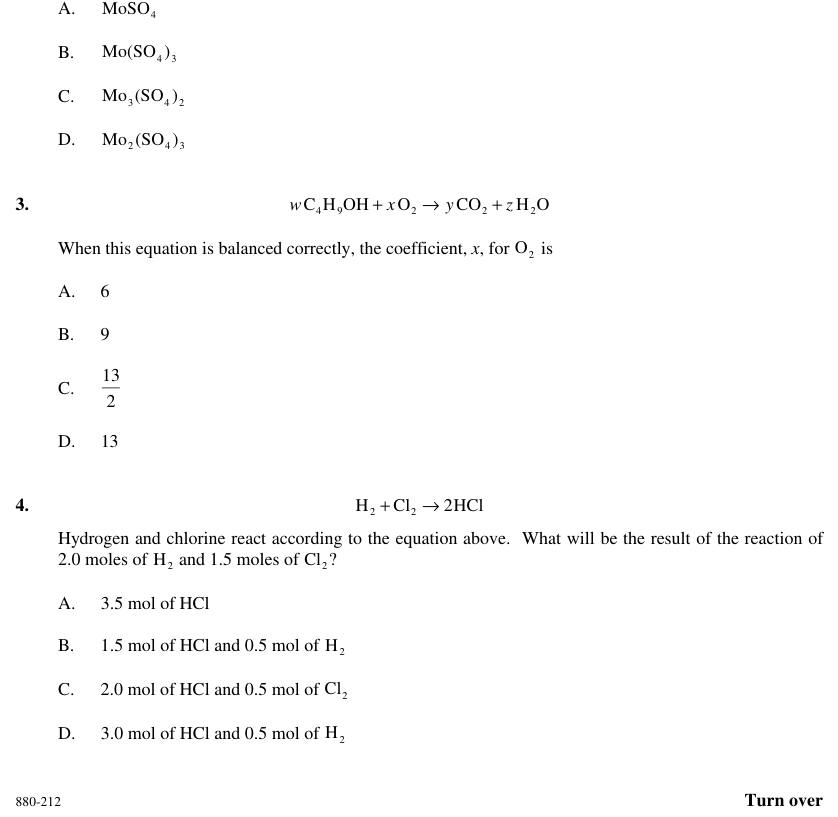 A. MoSO₄
B. Mo(SO₄)₃
C. Mo₃(SO₄)₂
D. Mo₂(SO₄)₃
3. wC₄H₉OH + xO₂ → yCO₂ + zH₂O
When this equation is balanced correctly, the coefficient, x, for O₂ is
A. 6
B. 9
C. 13/2
D. 13
4. H₂ + Cl₂ → 2HCl
Hydrogen and chlorine react according to the equation above. What will be the result of the reaction of
2.0 moles of H₂ and 1.5 moles of Cl₂?
A. 3.5 mol of HCl
B. 1.5 mol of HCl and 0.5 mol of H₂
C. 2.0 mol of HCl and 0.5 mol of Cl₂
D. 3.0 mol of HCl and 0.5 mol of H₂
880-212 Turn over